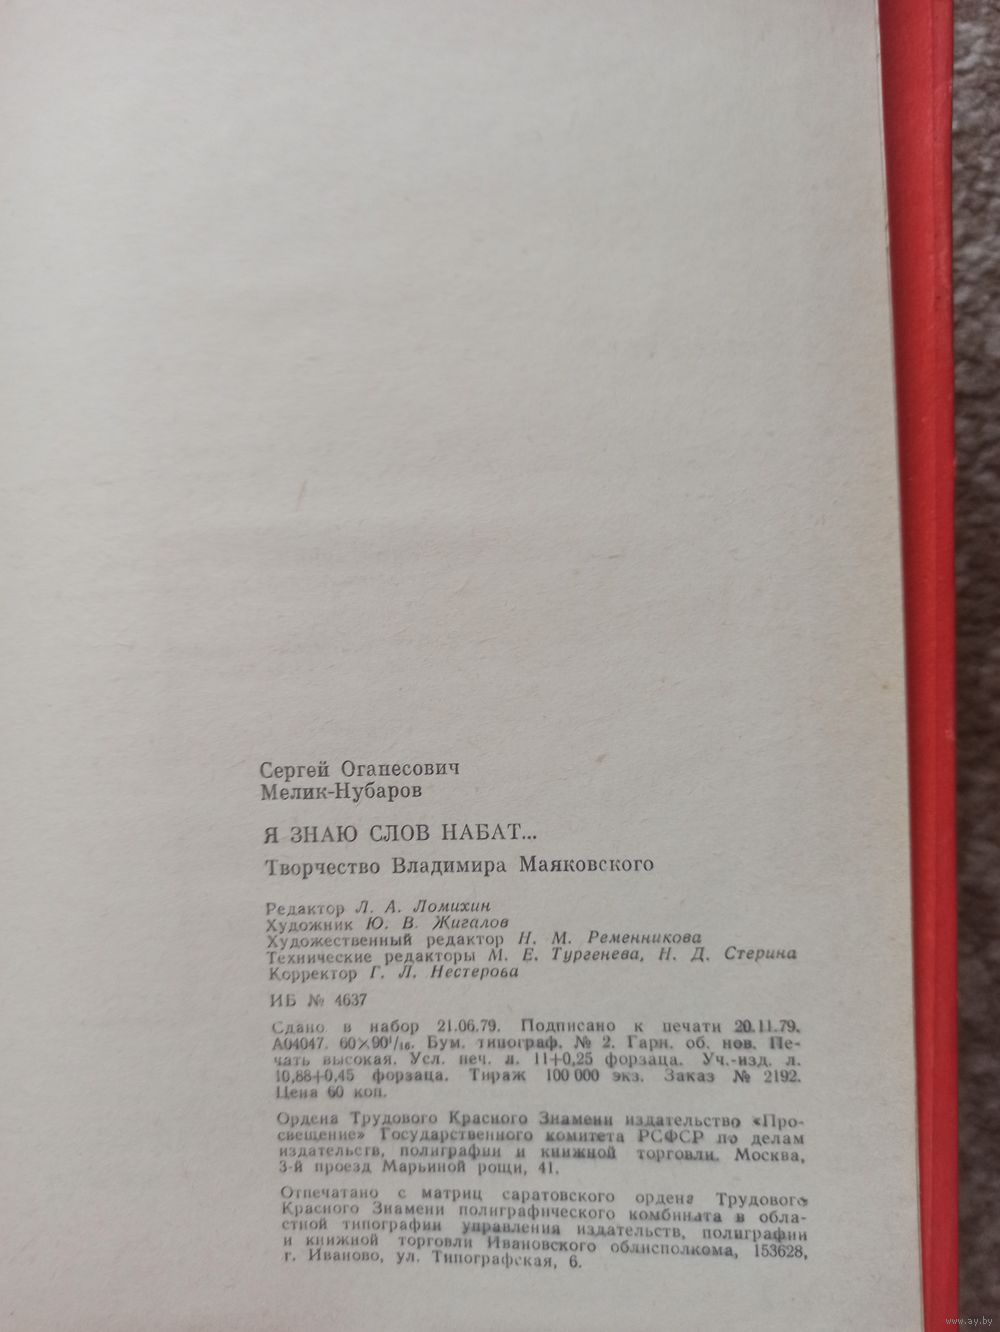 Сергей Оганесович
Мелик-Нубаров
Я ЗНАЮ СЛОВ НАБАТ...
Творчество Владимира Маяковского
Редактор Л. А. Ломихин
Художник Ю. В. Жигалов
Художественный редактор Н. М. Ременникова
Технические редакторы М. Е. Тургенева, Н. Д. Стерина
Корректор Г. Л. Нестерова
ИБ № 4637
Сдано в набор 21.06.79. Подписано к печати 20.11.79.
А04047. 60×90¹/₁₆. Бум. типограф. № 2. Гарн. об. нов. Пе-
чать высокая. Усл. печ. л. 11+0,25 форзаца. Уч.-изд. л.
10,88+0,45 форзаца. Тираж 100 000 экз. Заказ № 2192.
Цена 60 коп.
Ордена Трудового Красного Знамени издательство «Про-
свещение» Государственного комитета РСФСР по делам
издательств, полиграфии и книжной торговли. Москва,
3-й проезд Марьиной рощи, 41.
Отпечатано с матриц саратовского ордена Трудового
Красного Знамени полиграфического комбината в обла-
стной типографии управления издательств, полиграфии
и книжной торговли Ивановского облисполкома, 153628,
г. Иваново, ул. Типографская, 6.
www.ay.by